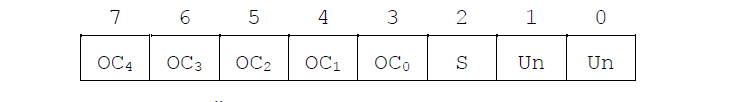 7 6 5 4 3 2 1 0
OC₄ OC₃ OC₂ OC₁ OC₀ S Un Un